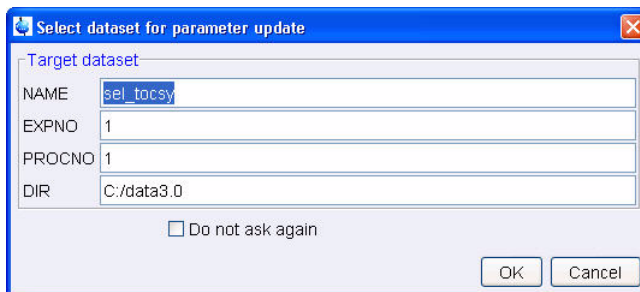 Select dataset for parameter update
Target dataset
NAME sel_tocsy
EXPNO 1
PROCNO 1
DIR C:/data3.0
Do not ask again
OK Cancel